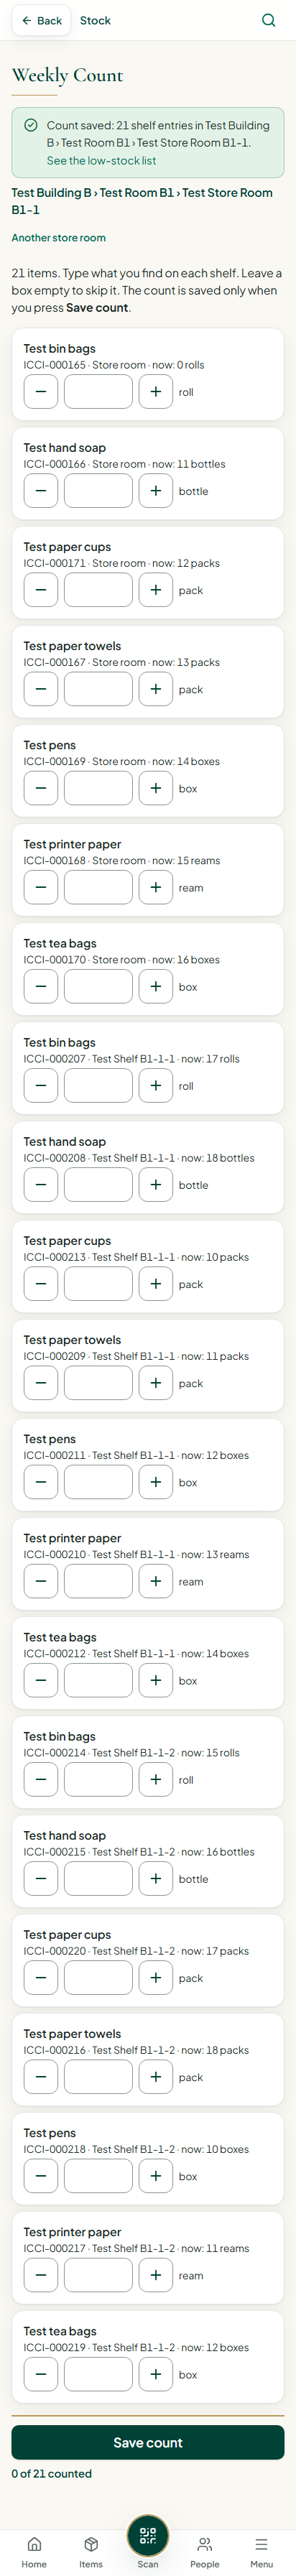 Back
Stock
Weekly Count
Count saved: 21 shelf entries in Test Building
B › Test Room B1 › Test Store Room B1-1.
See the low-stock list
Test Building B › Test Room B1 › Test Store Room
B1-1
Another store room
21 items. Type what you find on each shelf. Leave a
box empty to skip it. The count is saved only when
you press Save count.
Test bin bags
ICCI-000165 · Store room · now: 0 rolls
roll
Test hand soap
ICCI-000166 · Store room · now: 11 bottles
bottle
Test paper cups
ICCI-000171 · Store room · now: 12 packs
pack
Test paper towels
ICCI-000167 · Store room · now: 13 packs
pack
Test pens
ICCI-000169 · Store room · now: 14 boxes
box
Test printer paper
ICCI-000168 · Store room · now: 15 reams
ream
Test tea bags
ICCI-000170 · Store room · now: 16 boxes
box
Test bin bags
ICCI-000207 · Test Shelf B1-1-1 · now: 17 rolls
roll
Test hand soap
ICCI-000208 · Test Shelf B1-1-1 · now: 18 bottles
bottle
Test paper cups
ICCI-000213 · Test Shelf B1-1-1 · now: 10 packs
pack
Test paper towels
ICCI-000209 · Test Shelf B1-1-1 · now: 11 packs
pack
Test pens
ICCI-000211 · Test Shelf B1-1-1 · now: 12 boxes
box
Test printer paper
ICCI-000210 · Test Shelf B1-1-1 · now: 13 reams
ream
Test tea bags
ICCI-000212 · Test Shelf B1-1-1 · now: 14 boxes
box
Test bin bags
ICCI-000214 · Test Shelf B1-1-2 · now: 15 rolls
roll
Test hand soap
ICCI-000215 · Test Shelf B1-1-2 · now: 16 bottles
bottle
Test paper cups
ICCI-000220 · Test Shelf B1-1-2 · now: 17 packs
pack
Test paper towels
ICCI-000216 · Test Shelf B1-1-2 · now: 18 packs
pack
Test pens
ICCI-000218 · Test Shelf B1-1-2 · now: 10 boxes
box
Test printer paper
ICCI-000217 · Test Shelf B1-1-2 · now: 11 reams
ream
Test tea bags
ICCI-000219 · Test Shelf B1-1-2 · now: 12 boxes
box
Save count
0 of 21 counted
Home
Items
Scan
People
Menu